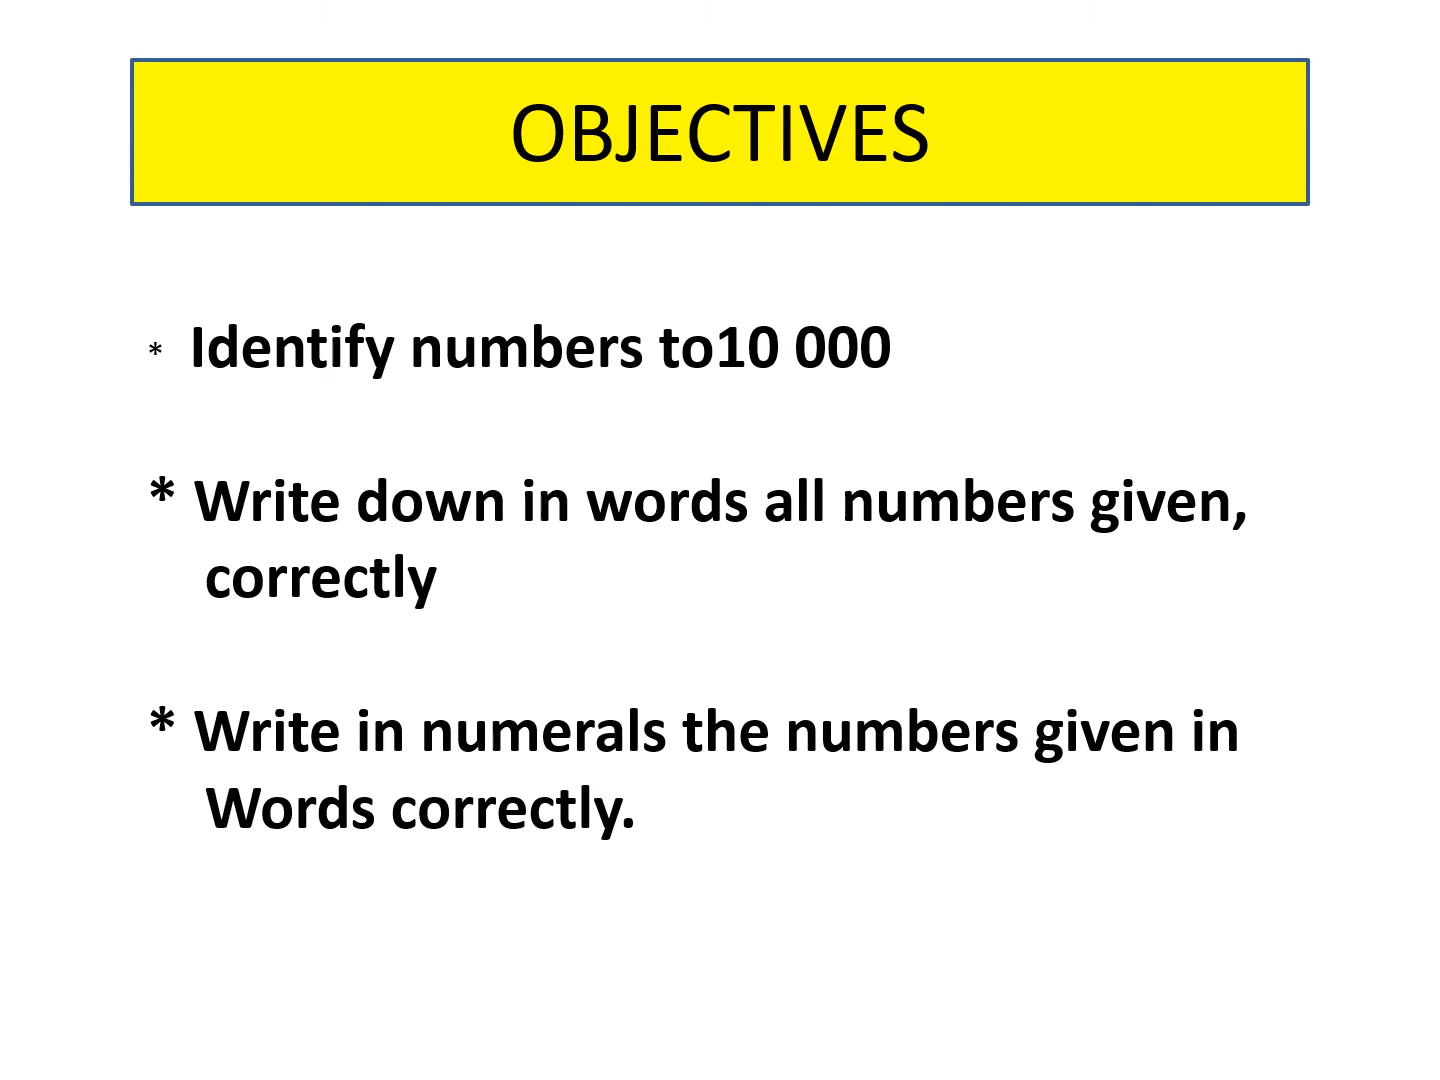 OBJECTIVES
* Identify numbers to10 000
* Write down in words all numbers given,
correctly
* Write in numerals the numbers given in
Words correctly.